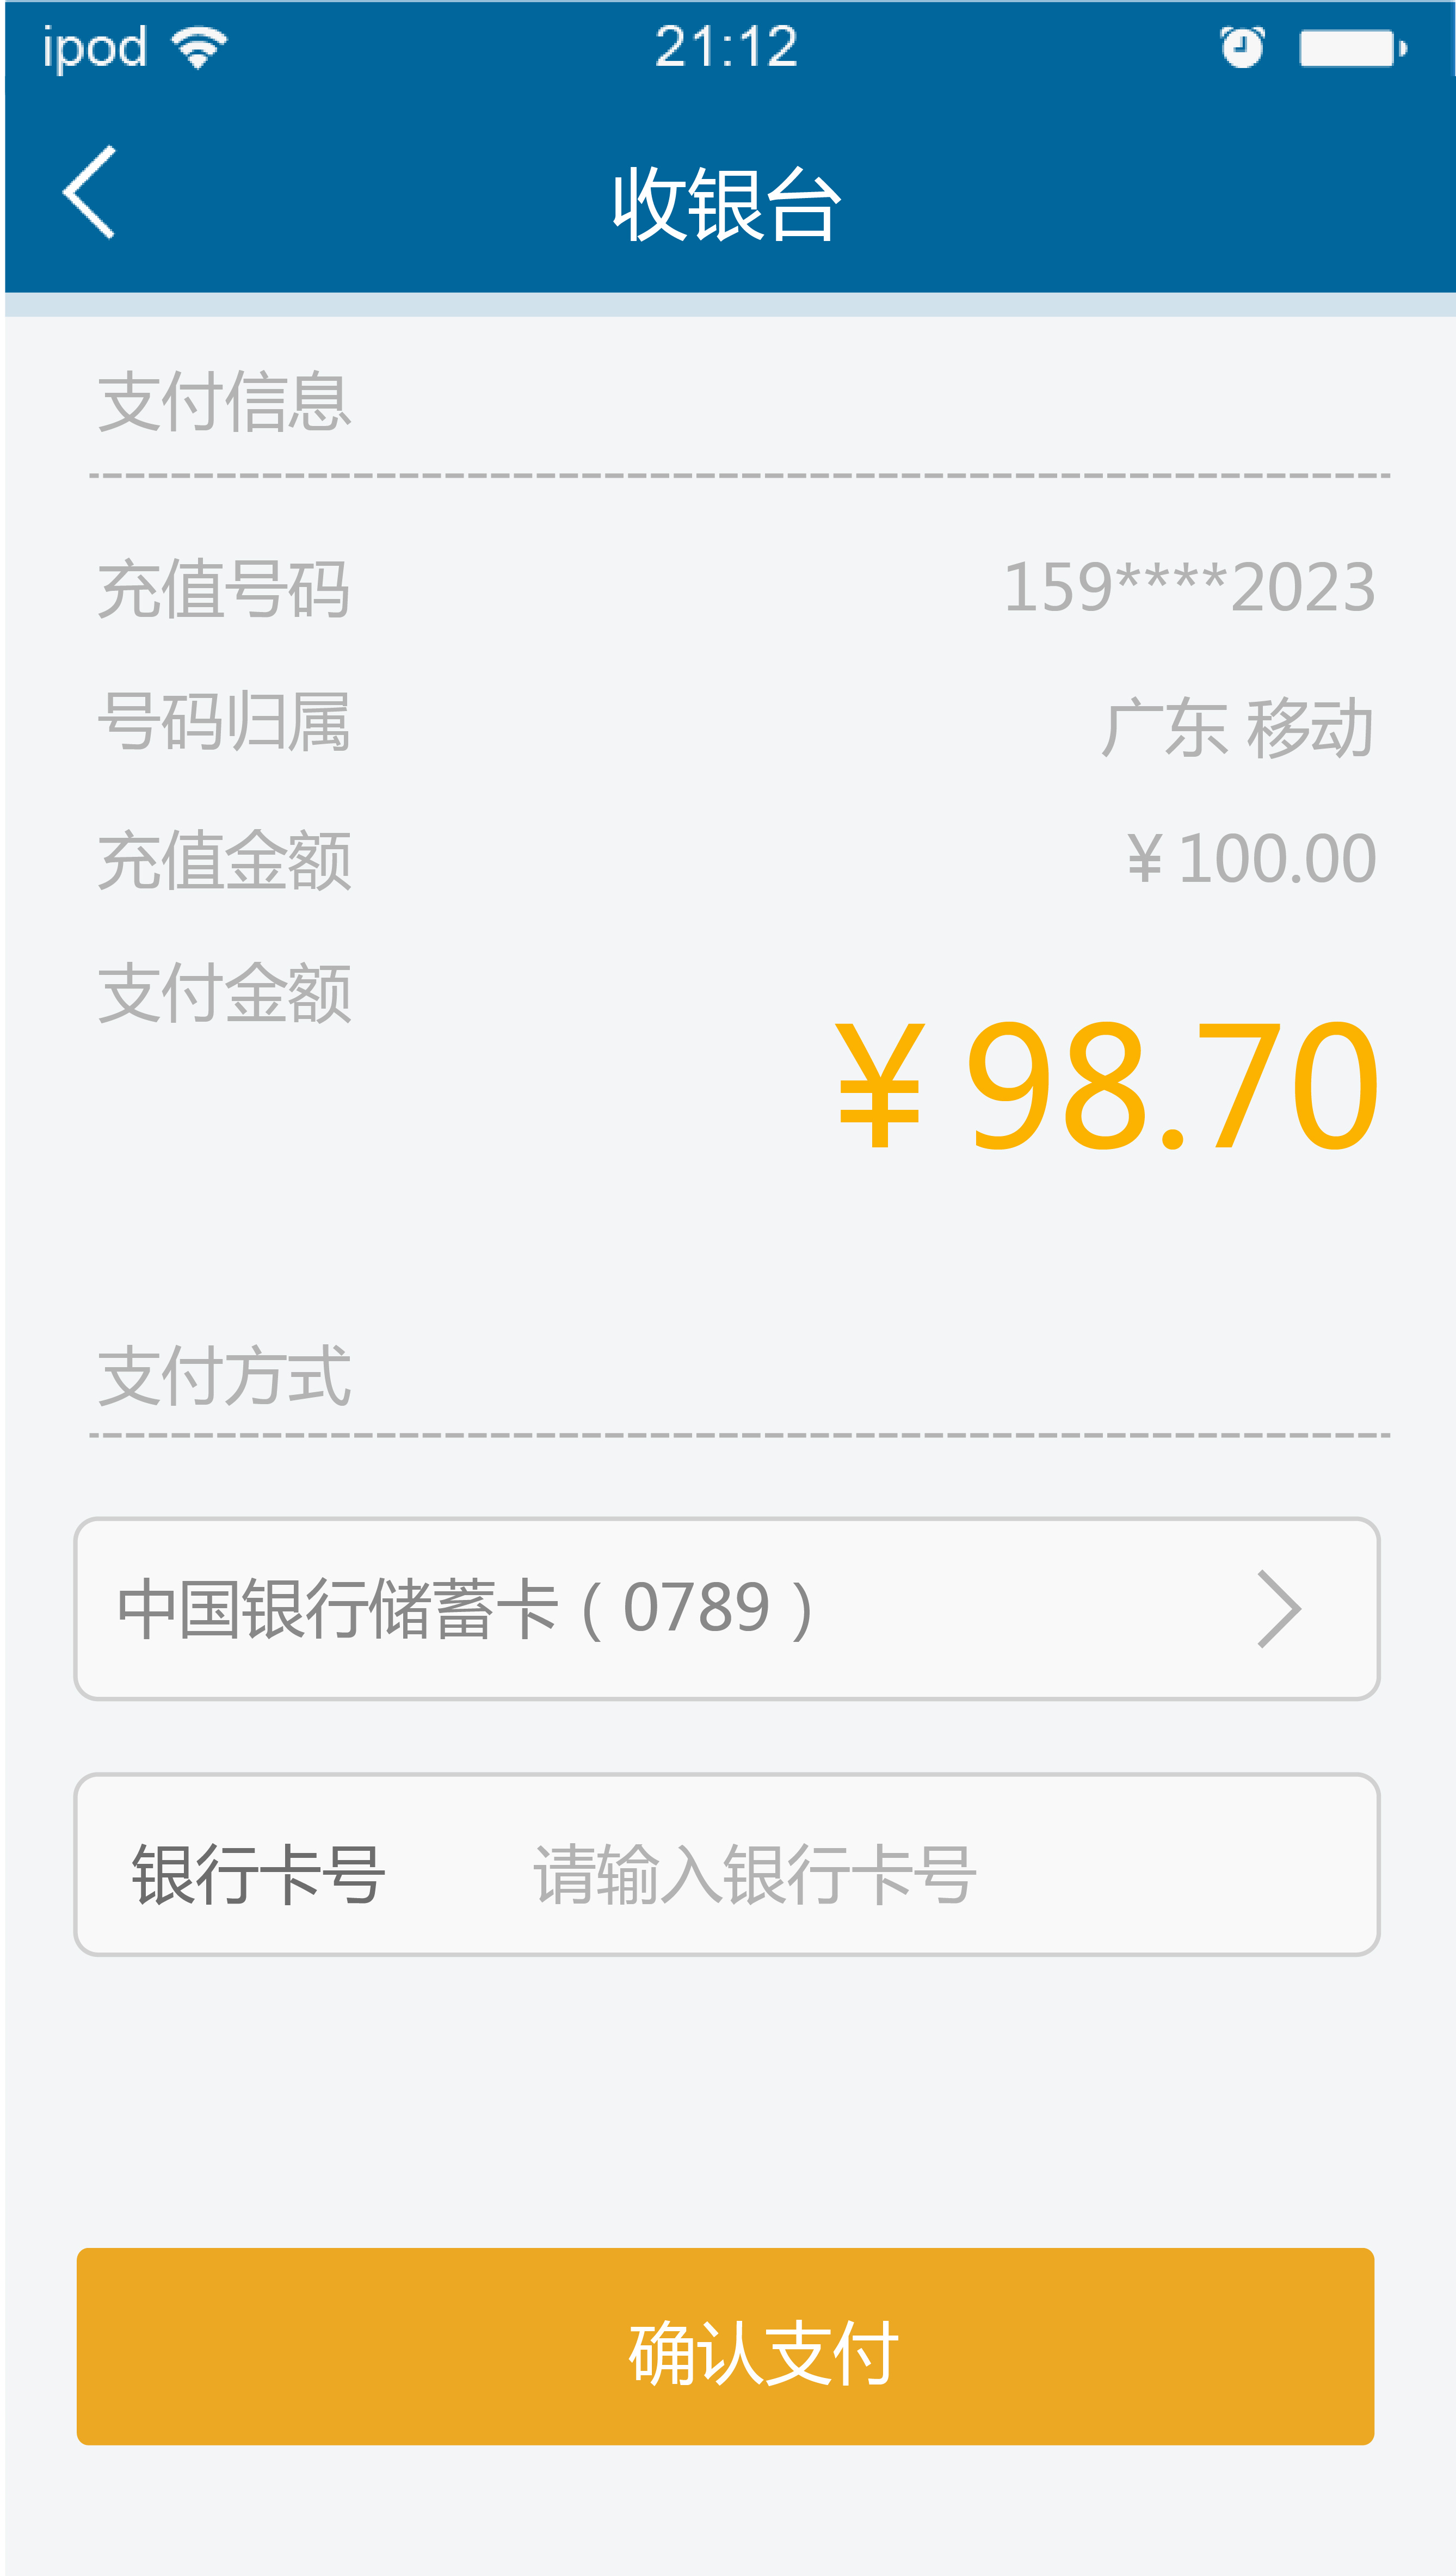 ipod 21:12
收银台
支付信息
充值号码 159****2023
号码归属 广东 移动
充值金额 ¥100.00
支付金额
¥98.70
支付方式
中国银行储蓄卡（0789）
银行卡号 请输入银行卡号
确认支付